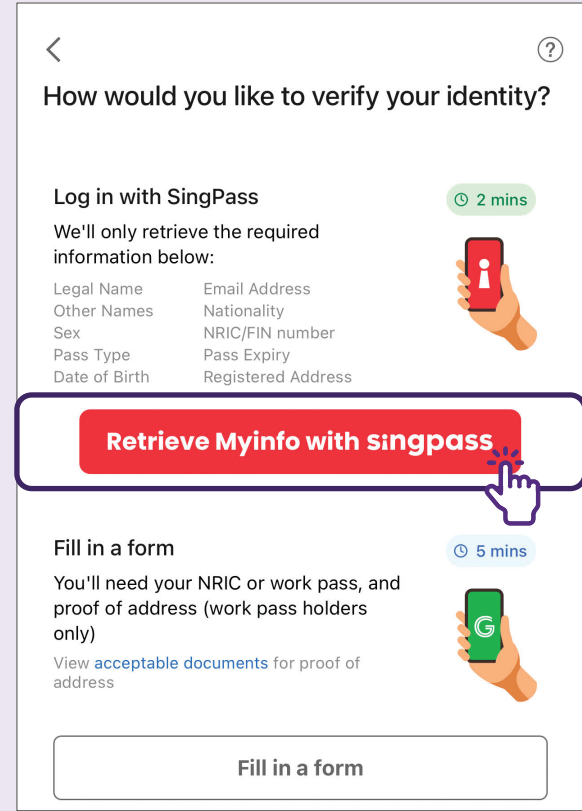 ?
How would you like to verify your identity?
Log in with SingPass
2 mins
We'll only retrieve the required
information below:
Legal Name Email Address
Other Names Nationality
Sex NRIC/FIN number
Pass Type Pass Expiry
Date of Birth Registered Address
Retrieve Myinfo with singpass
Fill in a form
5 mins
You'll need your NRIC or work pass, and
proof of address (work pass holders
only)
G
View acceptable documents for proof of
address
Fill in a form